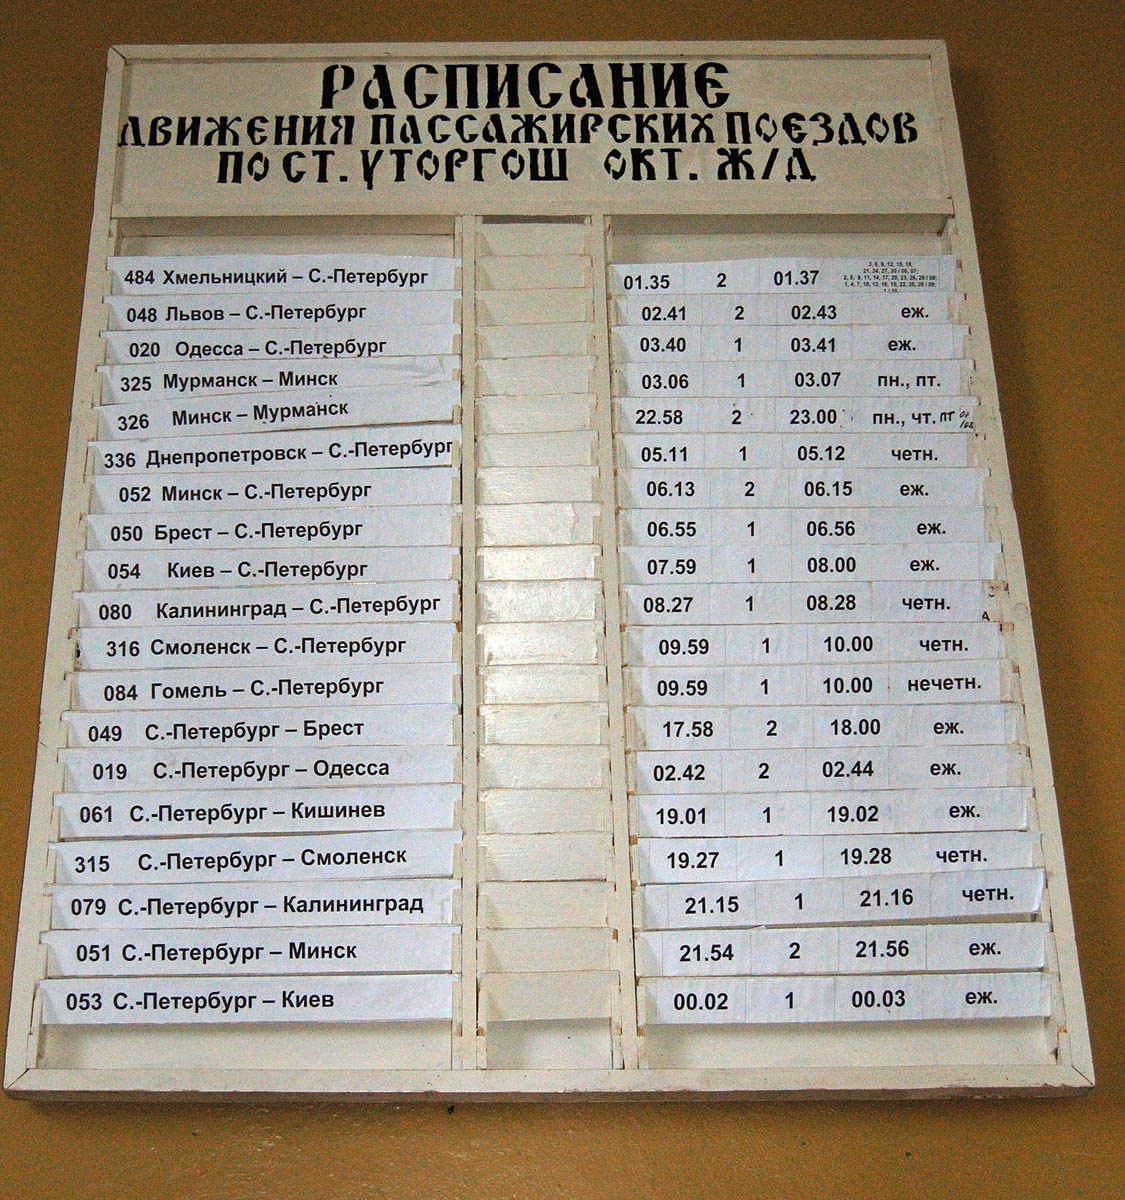 РАСПИСАНИЕ
ДВИЖЕНИЯ ПАССАЖИРСКИХ ПОЕЗДОВ
ПО СТ. УТОРГОШ ОКТ. Ж/Д
484 Хмельницкий – С.-Петербург 01.35 2 01.37
048 Львов – С.-Петербург 02.41 2 02.43 еж.
020 Одесса – С.-Петербург 03.40 1 03.41 еж.
325 Мурманск – Минск 03.06 1 03.07 пн., пт.
326 Минск – Мурманск 22.58 2 23.00 пн., чт. пт
336 Днепропетровск – С.-Петербург 05.11 1 05.12 четн.
052 Минск – С.-Петербург 06.13 2 06.15 еж.
050 Брест – С.-Петербург 06.55 1 06.56 еж.
054 Киев – С.-Петербург 07.59 1 08.00 еж.
080 Калининград – С.-Петербург 08.27 1 08.28 четн.
316 Смоленск – С.-Петербург 09.59 1 10.00 четн.
084 Гомель – С.-Петербург 09.59 1 10.00 нечетн.
049 С.-Петербург – Брест 17.58 2 18.00 еж.
019 С.-Петербург – Одесса 02.42 2 02.44 еж.
061 С.-Петербург – Кишинев 19.01 1 19.02 еж.
315 С.-Петербург – Смоленск 19.27 1 19.28 четн.
079 С.-Петербург – Калининград 21.15 1 21.16 четн.
051 С.-Петербург – Минск 21.54 2 21.56 еж.
053 С.-Петербург – Киев 00.02 1 00.03 еж.